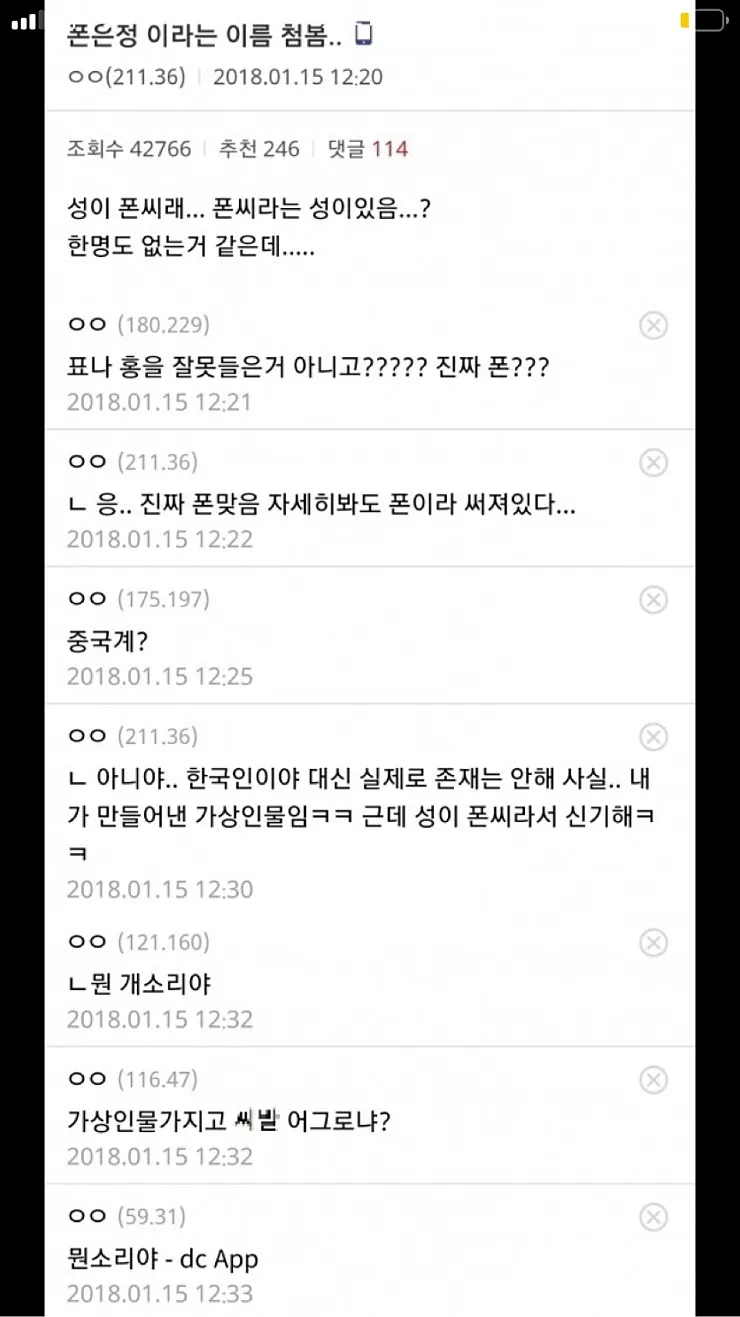 폰은정 이라는 이름 첨봄.. 📱
ㅇㅇ(211.36) | 2018.01.15 12:20
조회수 42766 | 추천 246 | 댓글 114
성이 폰씨래... 폰씨라는 성이있음...?
한명도 없는거 같은데.....
ㅇㅇ (180.229)
표나 홍을 잘못들은거 아니고????? 진짜 폰???
2018.01.15 12:21
ㅇㅇ (211.36)
ㄴ 응.. 진짜 폰맞음 자세히봐도 폰이라 써져있다...
2018.01.15 12:22
ㅇㅇ (175.197)
중국계?
2018.01.15 12:25
ㅇㅇ (211.36)
ㄴ 아니야.. 한국인이야 대신 실제로 존재는 안해 사실.. 내
가 만들어낸 가상인물임ㅋㅋ 근데 성이 폰씨라서 신기해ㅋ
ㅋ
2018.01.15 12:30
ㅇㅇ (121.160)
ㄴ뭔 개소리야
2018.01.15 12:32
ㅇㅇ (116.47)
가상인물가지고 씨발 어그로냐?
2018.01.15 12:32
ㅇㅇ (59.31)
뭔소리야 - dc App
2018.01.15 12:33